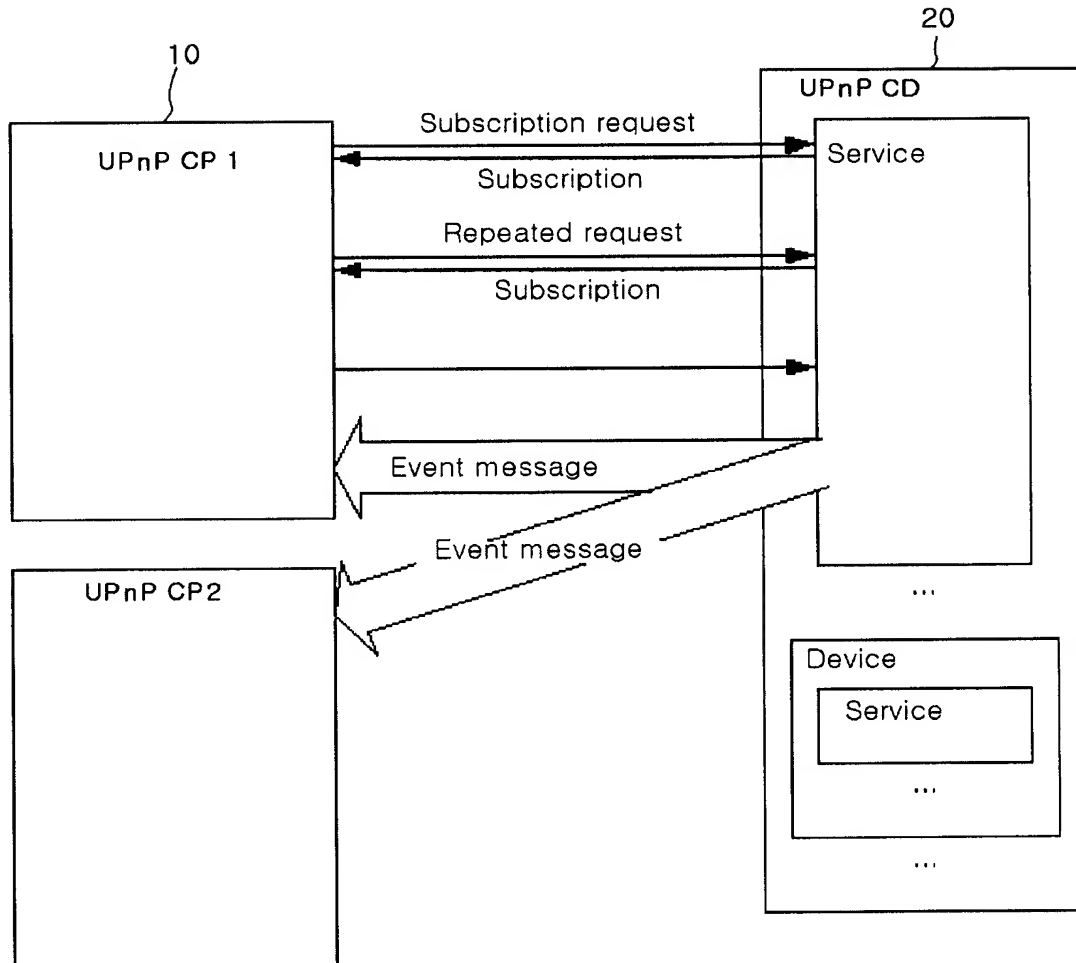 10
20
UPnP CD
UPnP CP 1
Subscription request
Service
Subscription
Repeated request
Subscription
Event message
Event message
UPnP CP2
...
Device
Service
...
...